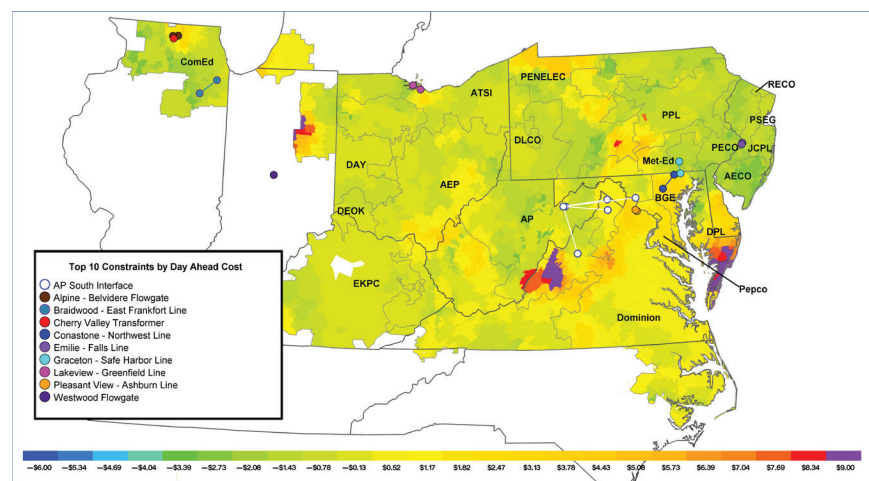 ComEd
PENELEC
ATSI
RECO
PPL
PSEG
DLCO
PECO
JCPL
Met-Ed
DAY
AEP
AECO
BGE
DEOK
AP
DPL
Top 10 Constraints by Day Ahead Cost
AP South Interface
Alpine - Belvidere Flowgate
Braidwood - East Frankfort Line
Cherry Valley Transformer
Conastone - Northwest Line
Emilie - Falls Line
Graceton - Safe Harbor Line
Lakeview - Greenfield Line
Pleasant View - Ashburn Line
Westwood Flowgate
EKPC
Pepco
Dominion
−$6.00 −$5.34 −$4.69 −$4.04 −$3.39 −$2.73 −$2.08 −$1.43 −$0.78 −$0.13 $0.52 $1.17 $1.82 $2.47 $3.13 $3.78 $4.43 $5.08 $5.73 $6.39 $7.04 $7.69 $8.34 $9.00